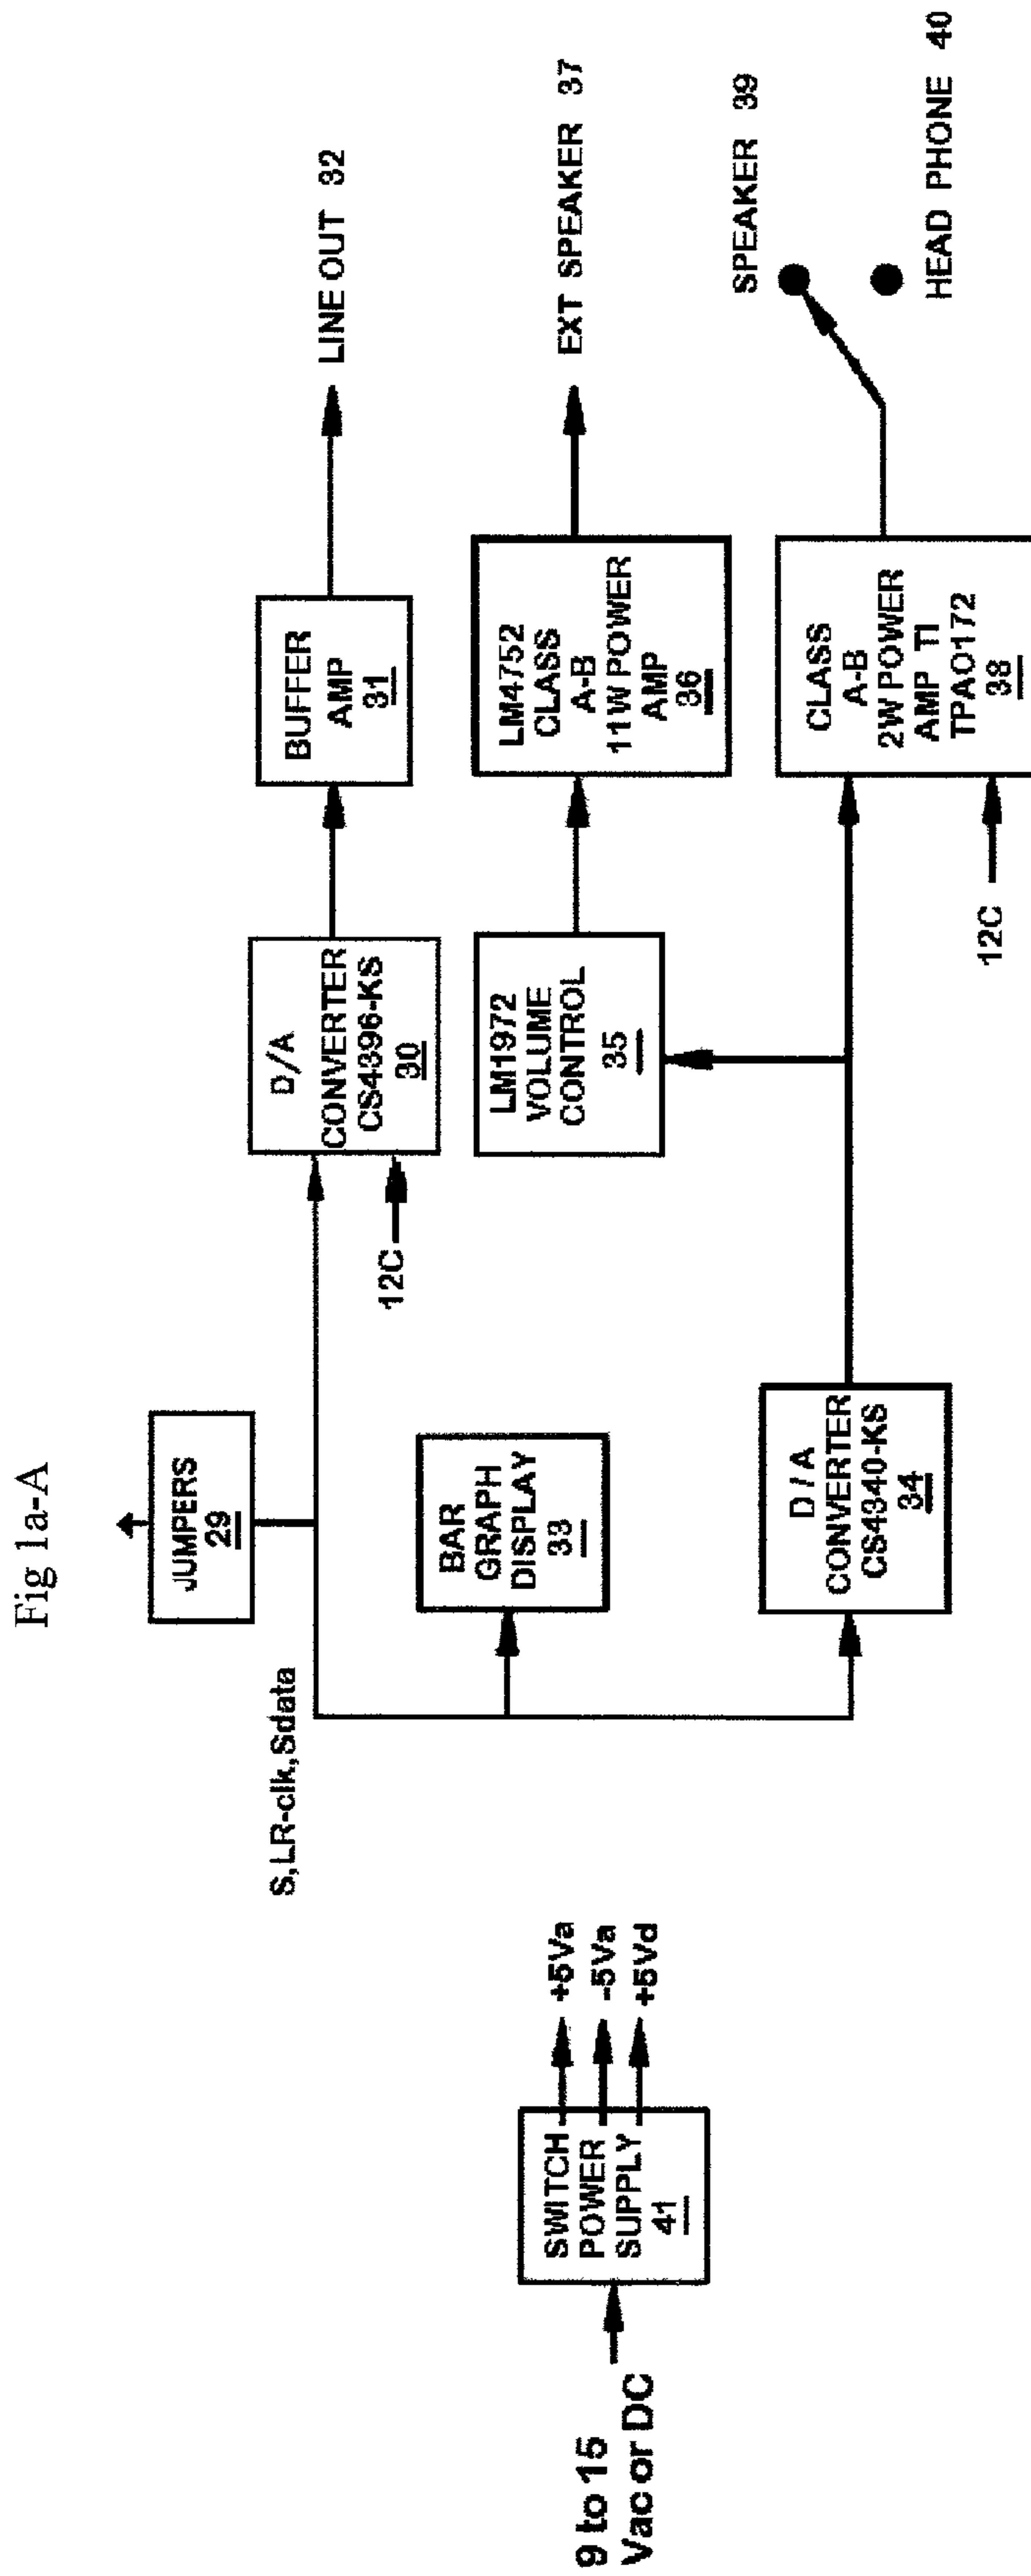 Fig 1a-A
JUMPERS
29
S,LR-clk,Sdata
D/A
CONVERTER
CS4396-KS
30
12C
BUFFER
AMP
31
LINE OUT 32
BAR
GRAPH
DISPLAY
33
LM1972
VOLUME
CONTROL
35
LM4752
CLASS
A-B
11W POWER
AMP
36
EXT SPEAKER 37
D/A
CONVERTER
CS4340-KS
34
12C
CLASS
A-B
2W POWER
AMP TI
TPAO172
38
SPEAKER 39
HEAD PHONE 40
9 to 15
Vac or DC
SWITCH
POWER
SUPPLY
41
+5Va
-5Va
+5Vd